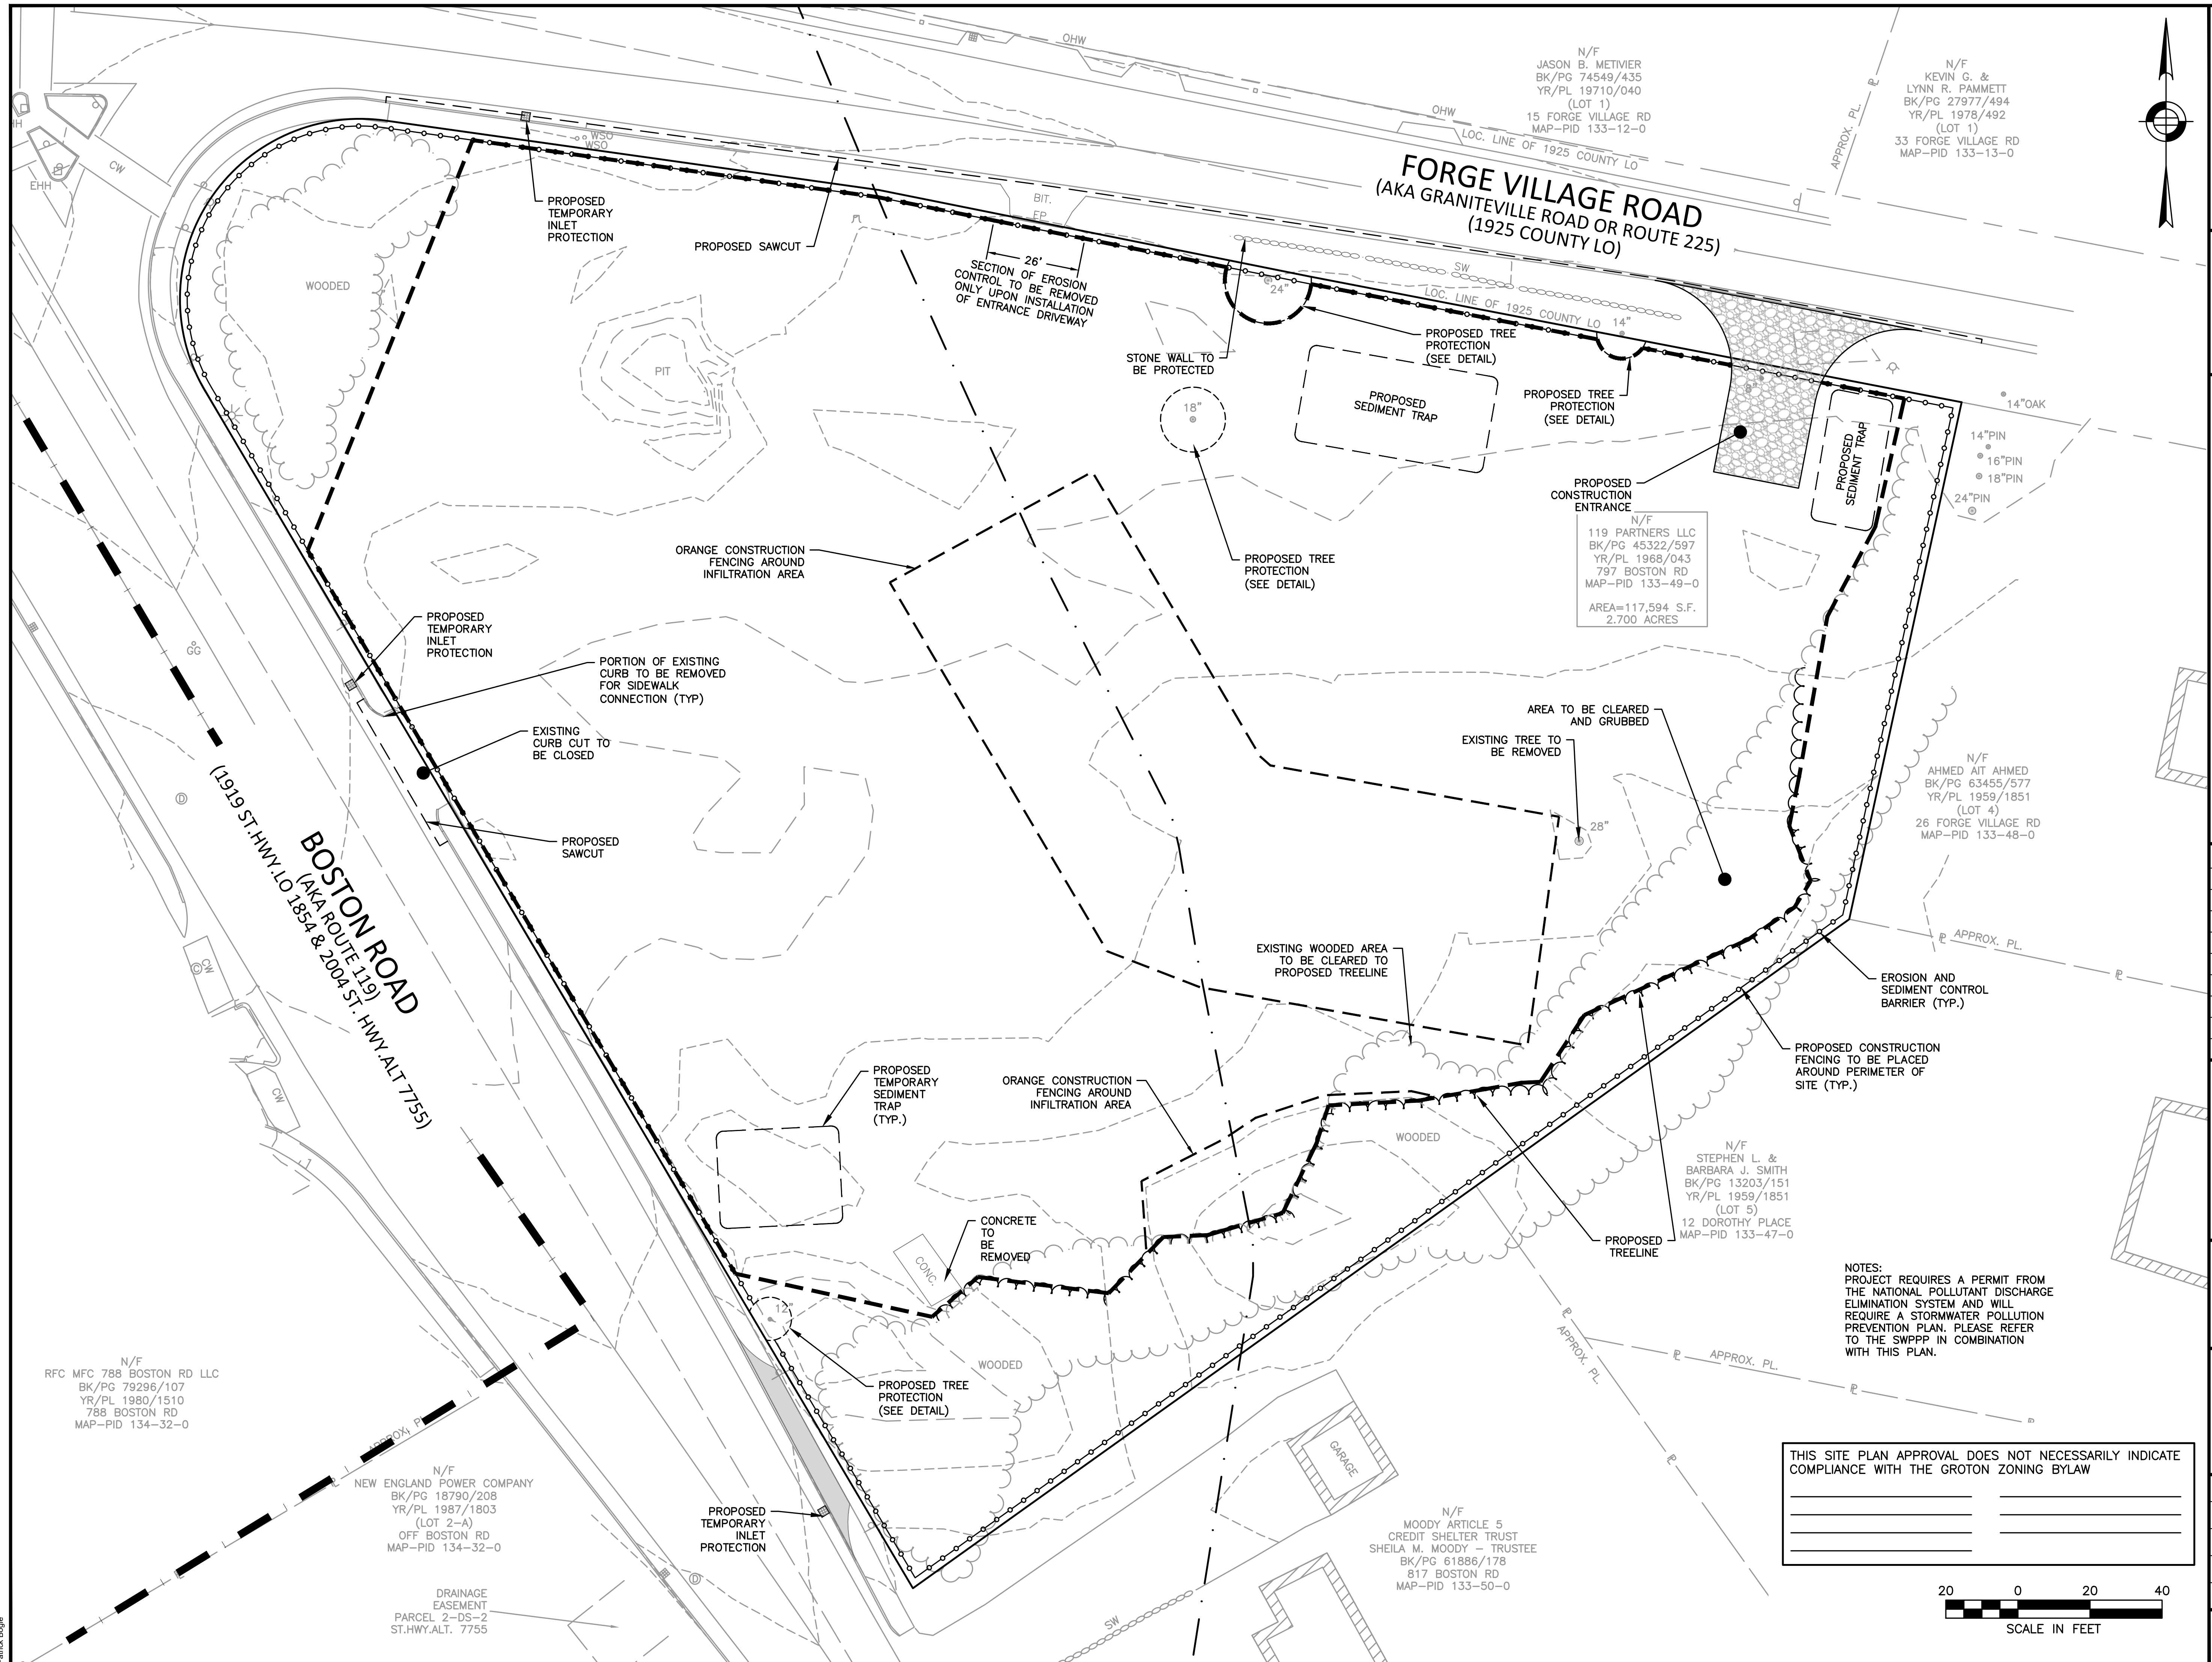 OHW
N/F
JASON B. METIVIER
BK/PG 74549/435
YR/PL 19710/040
(LOT 1)
15 FORGE VILLAGE RD
MAP-PID 133-12-0
N/F
KEVIN G. &
LYNN R. PAMMETT
BK/PG 27977/494
YR/PL 1978/492
(LOT 1)
33 FORGE VILLAGE RD
MAP-PID 133-13-0
APPROX. PL.
OHW
LOC. LINE OF 1925 COUNTY LO
FORGE VILLAGE ROAD
(AKA GRANITEVILLE ROAD OR ROUTE 225)
(1925 COUNTY LO)
EHH
CW
WSO
WSO
PROPOSED
TEMPORARY
INLET
PROTECTION
PROPOSED SAWCUT
BIT.
EP
26'
SECTION OF EROSION
CONTROL TO BE REMOVED
ONLY UPON INSTALLATION
OF ENTRANCE DRIVEWAY
SW
LOC. LINE OF 1925 COUNTY LO
24"
14"
WOODED
PIT
STONE WALL TO
BE PROTECTED
PROPOSED TREE
PROTECTION
(SEE DETAIL)
PROPOSED
SEDIMENT TRAP
PROPOSED TREE
PROTECTION
(SEE DETAIL)
18"
PROPOSED
SEDIMENT TRAP
14"OAK
14"PIN
16"PIN
18"PIN
24"PIN
PROPOSED
CONSTRUCTION
ENTRANCE
N/F
119 PARTNERS LLC
BK/PG 45322/597
YR/PL 1968/043
797 BOSTON RD
MAP-PID 133-49-0
AREA=117,594 S.F.
2.700 ACRES
ORANGE CONSTRUCTION
FENCING AROUND
INFILTRATION AREA
PROPOSED TREE
PROTECTION
(SEE DETAIL)
PROPOSED
TEMPORARY
INLET
PROTECTION
GG
PORTION OF EXISTING
CURB TO BE REMOVED
FOR SIDEWALK
CONNECTION (TYP)
EXISTING
CURB CUT TO
BE CLOSED
PROPOSED
SAWCUT
AREA TO BE CLEARED
AND GRUBBED
EXISTING TREE TO
BE REMOVED
28"
N/F
AHMED AIT AHMED
BK/PG 63455/577
YR/PL 1959/1851
(LOT 4)
26 FORGE VILLAGE RD
MAP-PID 133-48-0
D
BOSTON ROAD
(AKA ROUTE 119)
(1919 ST.HWY.LO 1854 & 2004 ST. HWY.ALT 7755)
C
CW
CW
EXISTING WOODED AREA
TO BE CLEARED TO
PROPOSED TREELINE
APPROX. PL.
EROSION AND
SEDIMENT CONTROL
BARRIER (TYP.)
PROPOSED CONSTRUCTION
FENCING TO BE PLACED
AROUND PERIMETER OF
SITE (TYP.)
PROPOSED
TEMPORARY
SEDIMENT
TRAP
(TYP.)
ORANGE CONSTRUCTION
FENCING AROUND
INFILTRATION AREA
WOODED
N/F
STEPHEN L. &
BARBARA J. SMITH
BK/PG 13203/151
YR/PL 1959/1851
(LOT 5)
12 DOROTHY PLACE
MAP-PID 133-47-0
PROPOSED
TREELINE
CONCRETE
TO
BE
REMOVED
CONC.
12"
WOODED
PROPOSED TREE
PROTECTION
(SEE DETAIL)
NOTES:
PROJECT REQUIRES A PERMIT FROM
THE NATIONAL POLLUTANT DISCHARGE
ELIMINATION SYSTEM AND WILL
REQUIRE A STORMWATER POLLUTION
PREVENTION PLAN. PLEASE REFER
TO THE SWPPP IN COMBINATION
WITH THIS PLAN.
APPROX. PL.
APPROX. PL.
N/F
RFC MFC 788 BOSTON RD LLC
BK/PG 79296/107
YR/PL 1980/1510
788 BOSTON RD
MAP-PID 134-32-0
N/F
NEW ENGLAND POWER COMPANY
BK/PG 18790/208
YR/PL 1987/1803
(LOT 2-A)
OFF BOSTON RD
MAP-PID 134-32-0
DRAINAGE
EASEMENT
PARCEL 2-DS-2
ST.HWY.ALT. 7755
PROPOSED
TEMPORARY
INLET
PROTECTION
D
GARAGE
SW
N/F
MOODY ARTICLE 5
CREDIT SHELTER TRUST
SHEILA M. MOODY - TRUSTEE
BK/PG 61886/178
817 BOSTON RD
MAP-PID 133-50-0
THIS SITE PLAN APPROVAL DOES NOT NECESSARILY INDICATE
COMPLIANCE WITH THE GROTON ZONING BYLAW
20 0 20 40
SCALE IN FEET